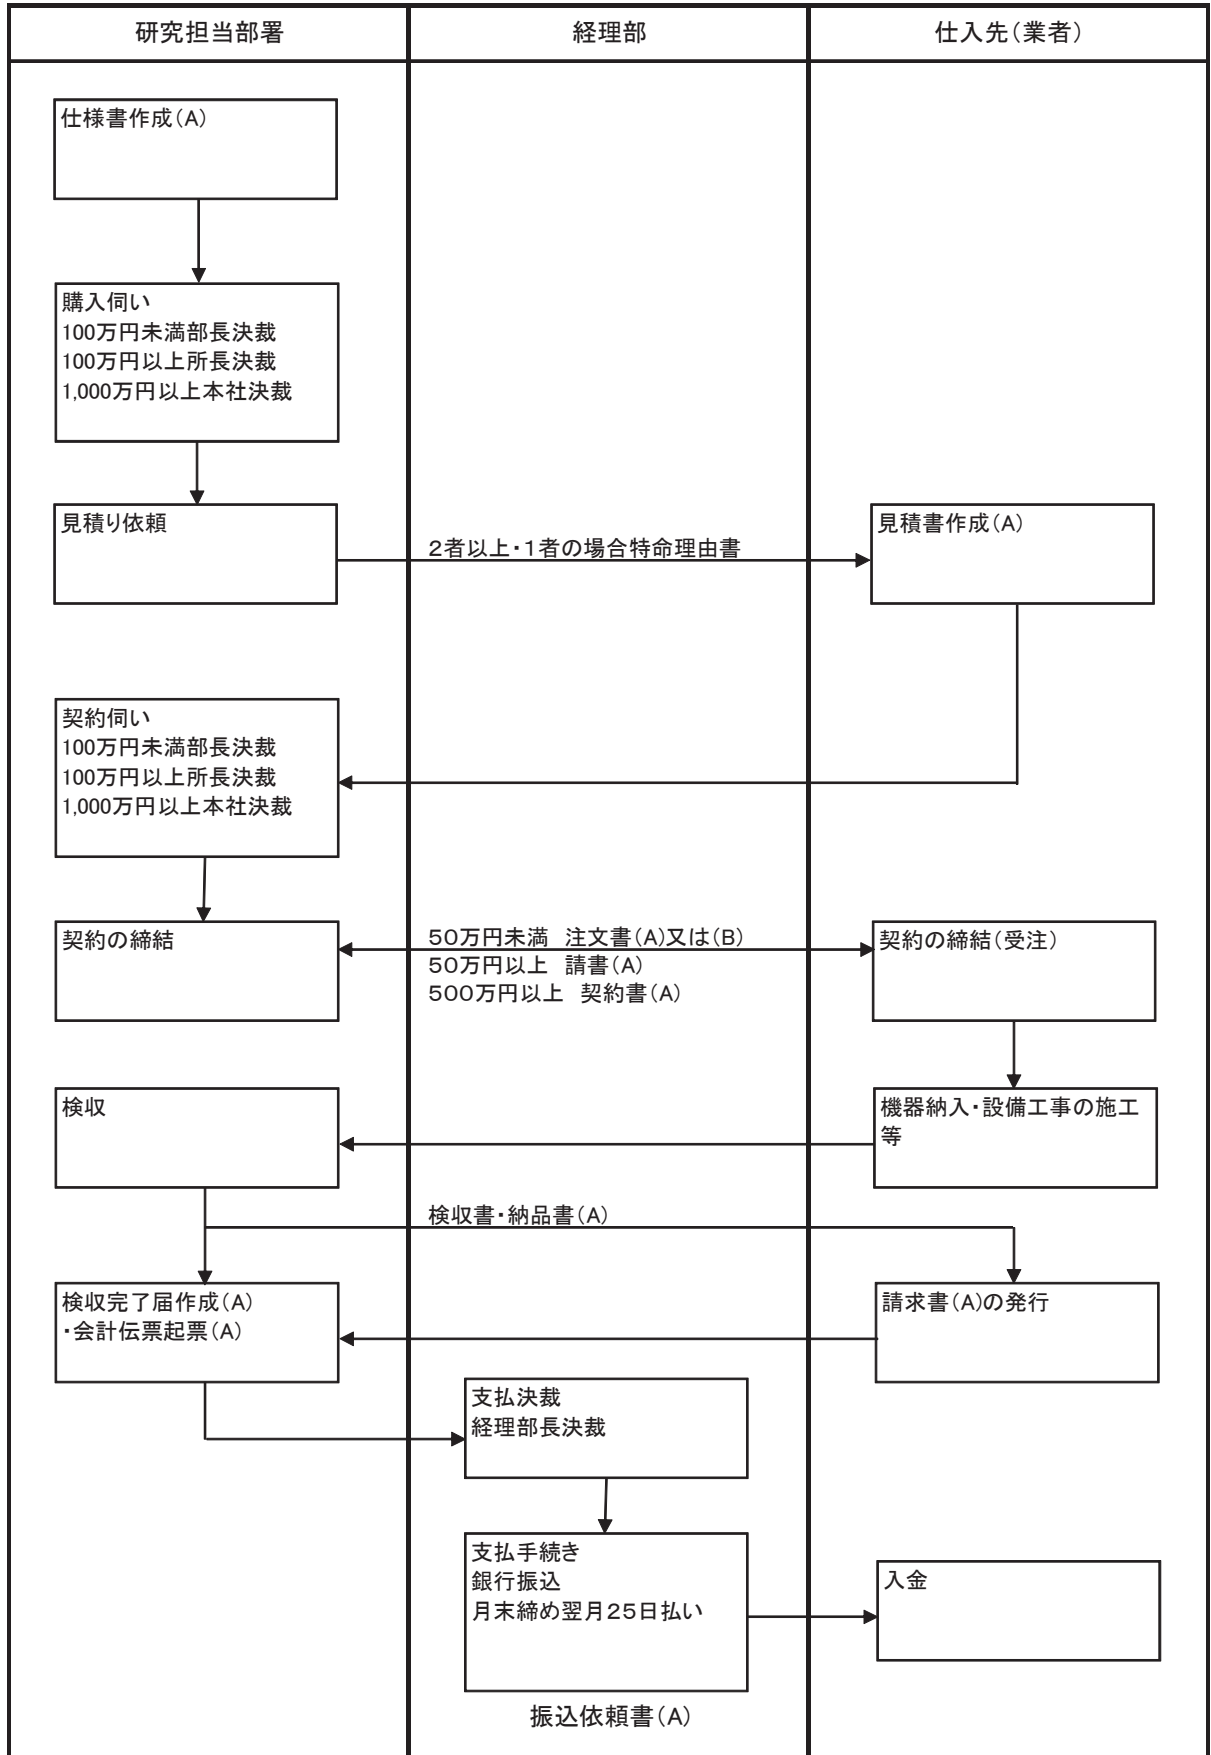 研究担当部署
経理部
仕入先(業者)
仕様書作成(A)
購入伺い
100万円未満部長決裁
100万円以上所長決裁
1,000万円以上本社決裁
見積り依頼
2者以上・1者の場合特命理由書
見積書作成(A)
契約伺い
100万円未満部長決裁
100万円以上所長決裁
1,000万円以上本社決裁
契約の締結
50万円未満 注文書(A)又は(B)
50万円以上 請書(A)
500万円以上 契約書(A)
契約の締結(受注)
検収
機器納入・設備工事の施工
等
検収書・納品書(A)
検収完了届作成(A)
・会計伝票起票(A)
請求書(A)の発行
支払決裁
経理部長決裁
支払手続き
銀行振込
月末締め翌月25日払い
入金
振込依頼書(A)